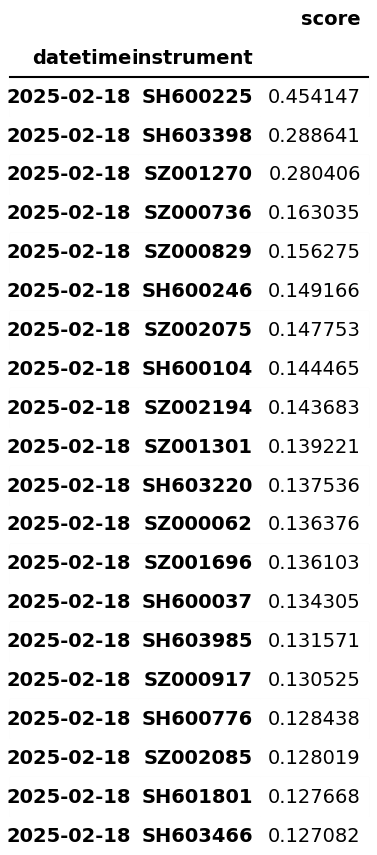 score
datetime instrument
2025-02-18 SH600225 0.454147
2025-02-18 SH603398 0.288641
2025-02-18 SZ001270 0.280406
2025-02-18 SZ000736 0.163035
2025-02-18 SZ000829 0.156275
2025-02-18 SH600246 0.149166
2025-02-18 SZ002075 0.147753
2025-02-18 SH600104 0.144465
2025-02-18 SZ002194 0.143683
2025-02-18 SZ001301 0.139221
2025-02-18 SH603220 0.137536
2025-02-18 SZ000062 0.136376
2025-02-18 SZ001696 0.136103
2025-02-18 SH600037 0.134305
2025-02-18 SH603985 0.131571
2025-02-18 SZ000917 0.130525
2025-02-18 SH600776 0.128438
2025-02-18 SZ002085 0.128019
2025-02-18 SH601801 0.127668
2025-02-18 SH603466 0.127082